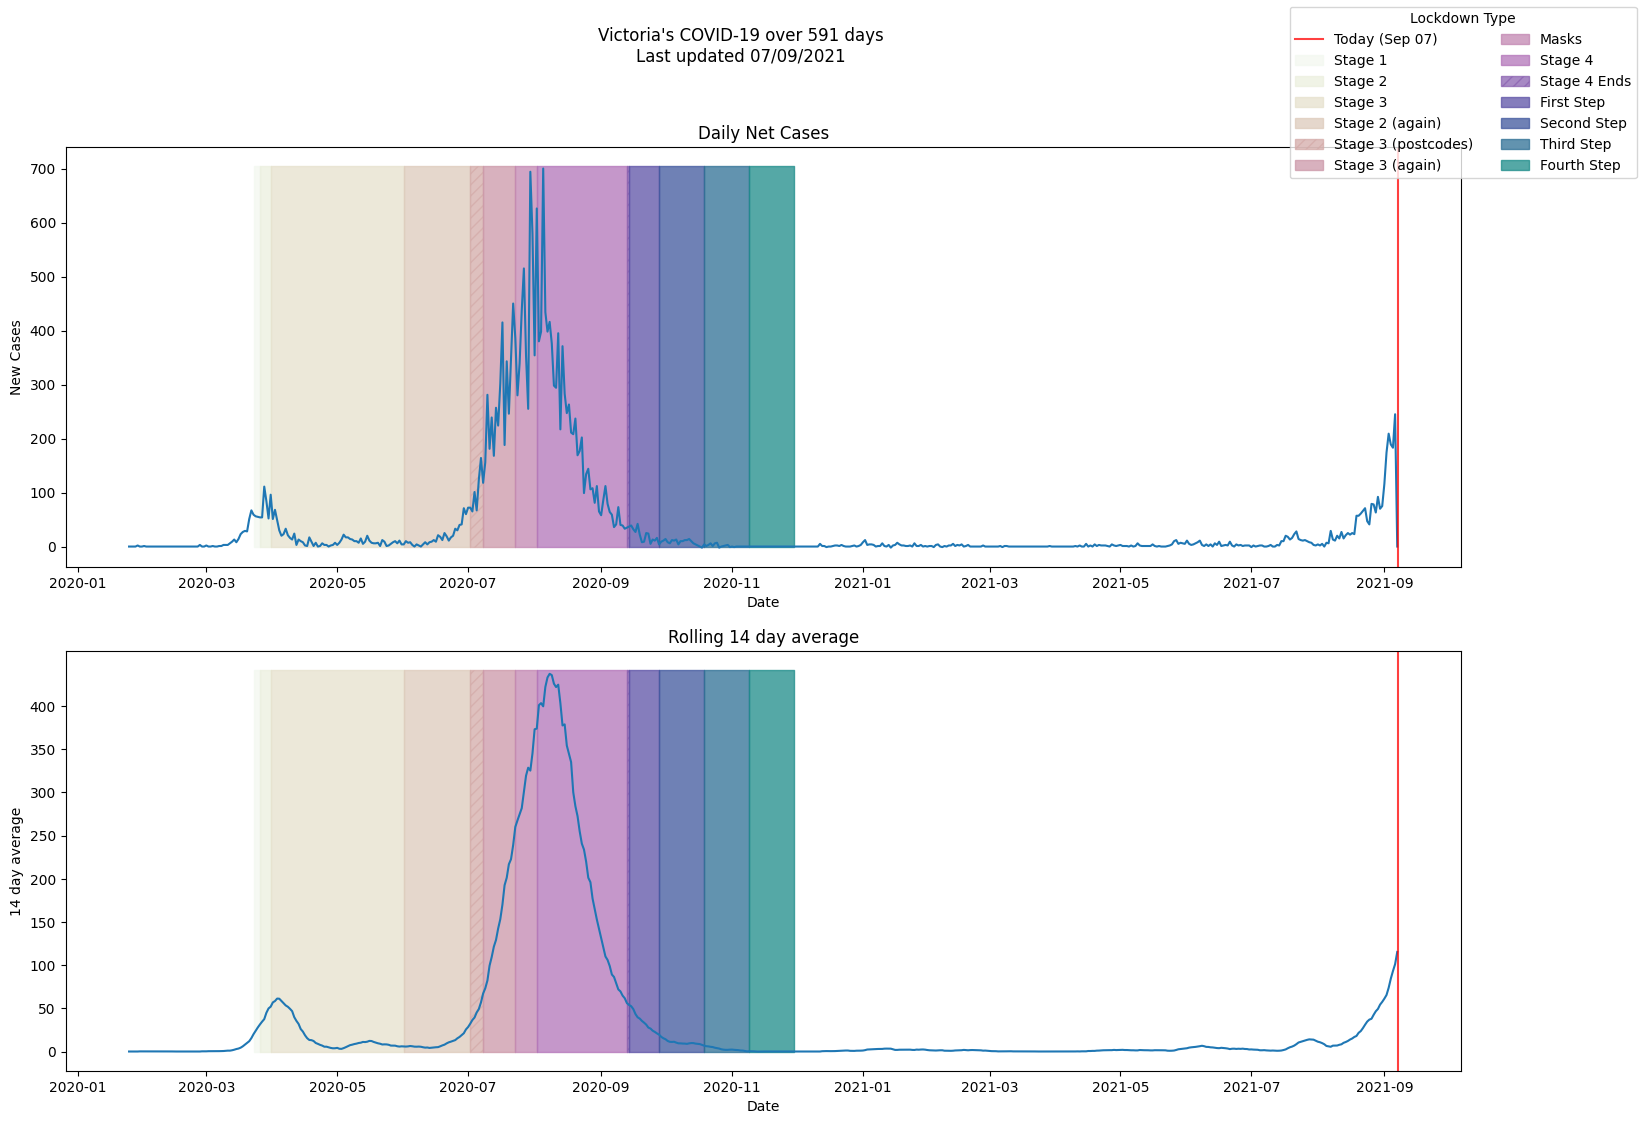 Victoria's COVID-19 over 591 days
Last updated 07/09/2021
Lockdown Type
Today (Sep 07)
Stage 1
Stage 2
Stage 3
Stage 2 (again)
Stage 3 (postcodes)
Stage 3 (again)
Masks
Stage 4
Stage 4 Ends
First Step
Second Step
Third Step
Fourth Step
Daily Net Cases
New Cases
700
600
500
400
300
200
100
0
2020-01 2020-03 2020-05 2020-07 2020-09 2020-11 2021-01 2021-03 2021-05 2021-07 2021-09
Date
Rolling 14 day average
14 day average
400
350
300
250
200
150
100
50
0
2020-01 2020-03 2020-05 2020-07 2020-09 2020-11 2021-01 2021-03 2021-05 2021-07 2021-09
Date